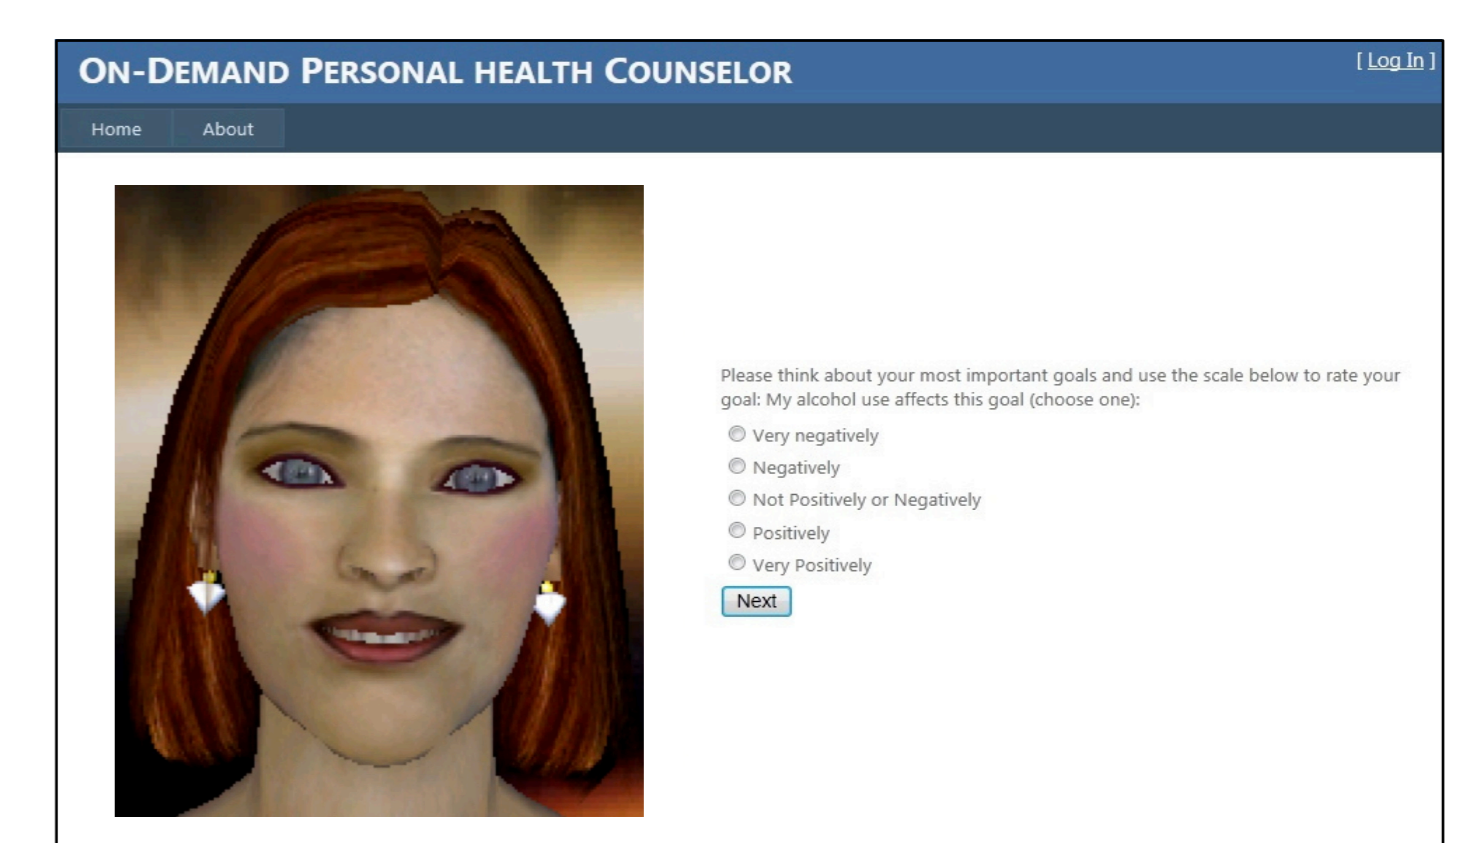 ON-DEMAND PERSONAL HEALTH COUNSELOR
[ Log In ]
Home About
Please think about your most important goals and use the scale below to rate your
goal: My alcohol use affects this goal (choose one):
Very negatively
Negatively
Not Positively or Negatively
Positively
Very Positively
Next